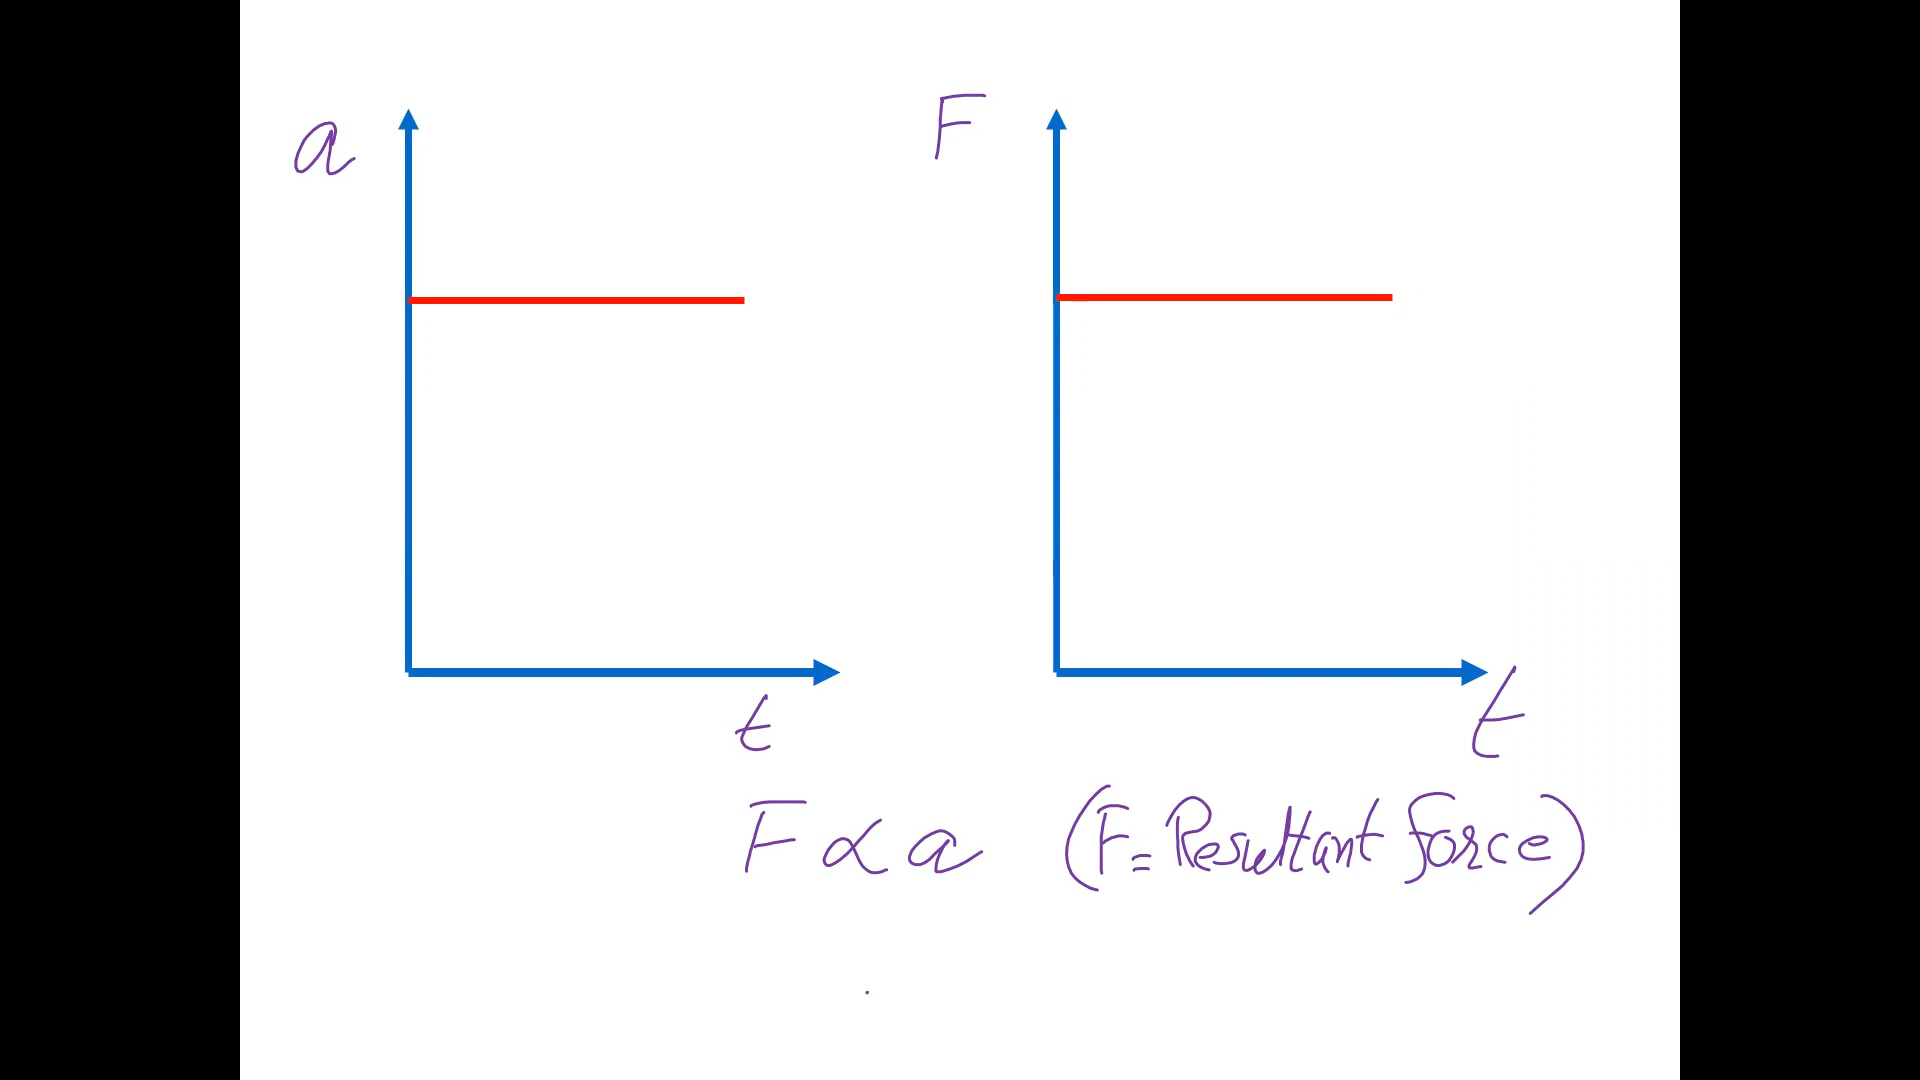 a
F
t
t
F ∝ a (F = Resultant force)